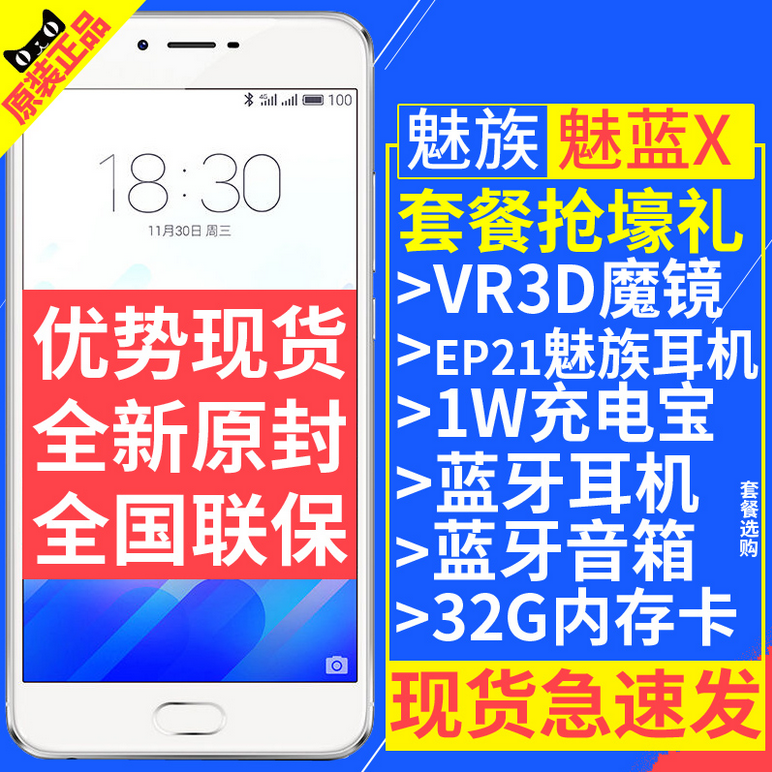 原装正品
4G
100
18:30
11月30日 周三
优势现货
全新原封
全国联保
魅族 魅蓝X
套餐抢壕礼
>VR3D魔镜
>EP21魅族耳机
>1W充电宝
>蓝牙耳机
>蓝牙音箱
>32G内存卡
套餐选购
现货急速发